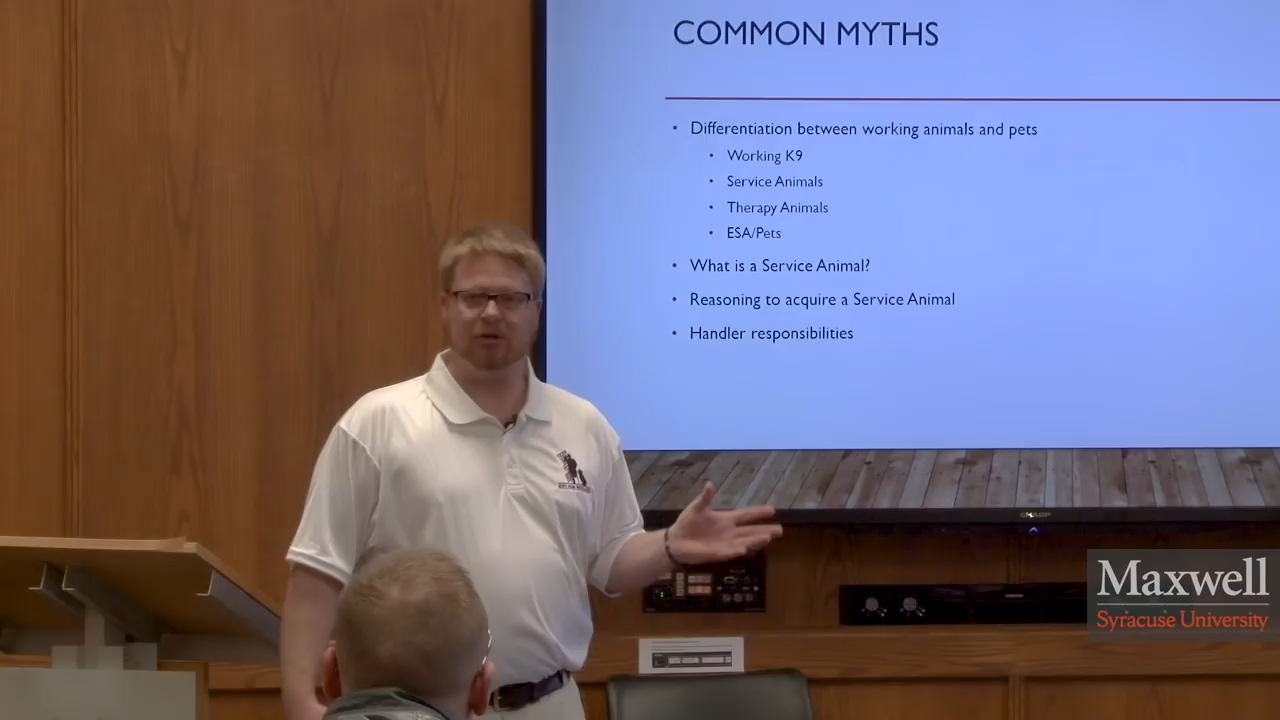 COMMON MYTHS
• Differentiation between working animals and pets
• Working K9
• Service Animals
• Therapy Animals
• ESA/Pets
• What is a Service Animal?
• Reasoning to acquire a Service Animal
• Handler responsibilities
SHARP
Maxwell
Syracuse University